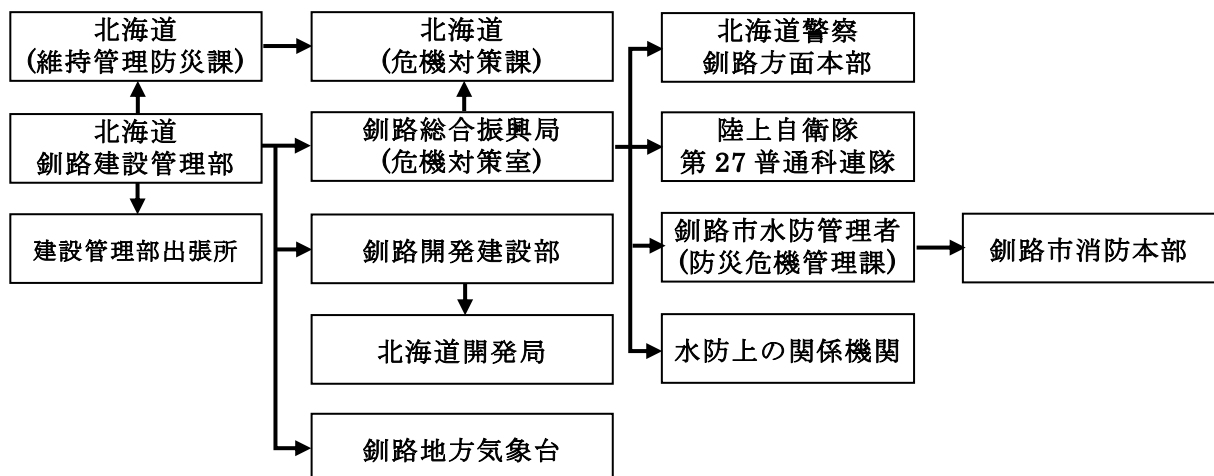 北海道
(維持管理防災課)
北海道
(危機対策課)
北海道警察
釧路方面本部
北海道
釧路建設管理部
釧路総合振興局
(危機対策室)
陸上自衛隊
第 27 普通科連隊
建設管理部出張所
釧路開発建設部
釧路市水防管理者
(防災危機管理課)
釧路市消防本部
北海道開発局
水防上の関係機関
釧路地方気象台